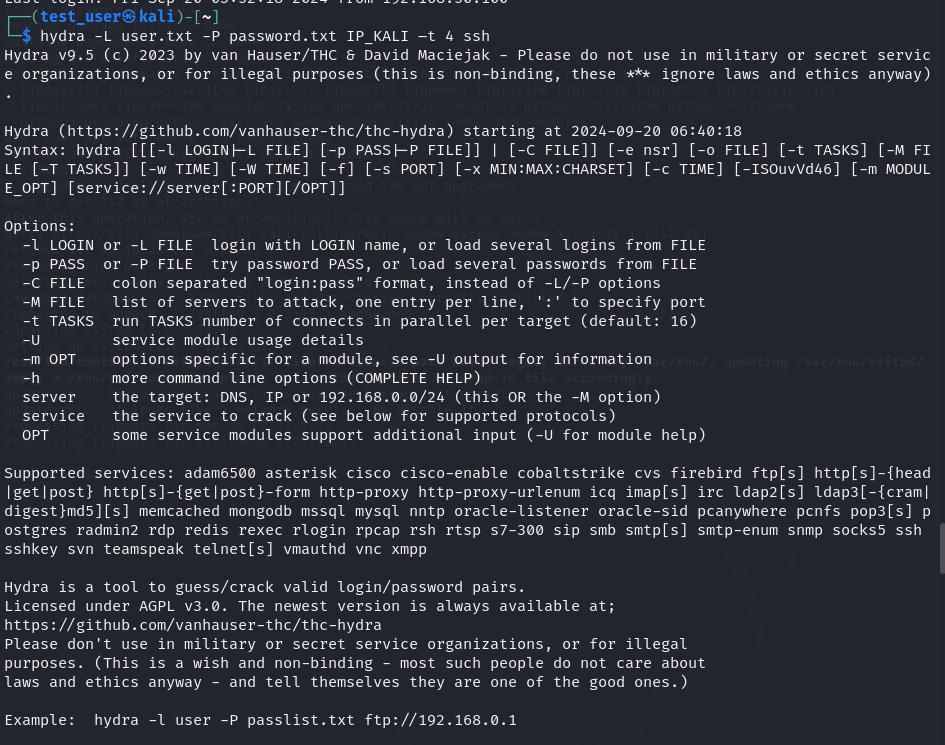 Last login: Fri Sep 20 05:52:18 2024 from 192.168.50.100
┌──(test_user㉿kali)-[~]
└─$ hydra -L user.txt -P password.txt IP_KALI –t 4 ssh
Hydra v9.5 (c) 2023 by van Hauser/THC & David Maciejak - Please do not use in military or secret servic
e organizations, or for illegal purposes (this is non-binding, these *** ignore laws and ethics anyway)
.
Hydra (https://github.com/vanhauser-thc/thc-hydra) starting at 2024-09-20 06:40:18
Syntax: hydra [[[-l LOGIN|-L FILE] [-p PASS|-P FILE]] | [-C FILE]] [-e nsr] [-o FILE] [-t TASKS] [-M FI
LE [-T TASKS]] [-w TIME] [-W TIME] [-f] [-s PORT] [-x MIN:MAX:CHARSET] [-c TIME] [-ISOuvVd46] [-m MODUL
E_OPT] [service://server[:PORT][/OPT]]
Options:
-l LOGIN or -L FILE  login with LOGIN name, or load several logins from FILE
-p PASS  or -P FILE  try password PASS, or load several passwords from FILE
-C FILE   colon separated "login:pass" format, instead of -L/-P options
-M FILE   list of servers to attack, one entry per line, ':' to specify port
-t TASKS  run TASKS number of connects in parallel per target (default: 16)
-U        service module usage details
-m OPT    options specific for a module, see -U output for information
-h        more command line options (COMPLETE HELP)
server    the target: DNS, IP or 192.168.0.0/24 (this OR the -M option)
service   the service to crack (see below for supported protocols)
OPT       some service modules support additional input (-U for module help)
Supported services: adam6500 asterisk cisco cisco-enable cobaltstrike cvs firebird ftp[s] http[s]-{head
|get|post} http[s]-{get|post}-form http-proxy http-proxy-urlenum icq imap[s] irc ldap2[s] ldap3[-{cram|
digest}md5][s] memcached mongodb mssql mysql nntp oracle-listener oracle-sid pcanywhere pcnfs pop3[s] p
ostgres radmin2 rdp redis rexec rlogin rpcap rsh rtsp s7-300 sip smb smtp[s] smtp-enum snmp socks5 ssh
sshkey svn teamspeak telnet[s] vmauthd vnc xmpp
Hydra is a tool to guess/crack valid login/password pairs.
Licensed under AGPL v3.0. The newest version is always available at;
https://github.com/vanhauser-thc/thc-hydra
Please don't use in military or secret service organizations, or for illegal
purposes. (This is a wish and non-binding - most such people do not care about
laws and ethics anyway - and tell themselves they are one of the good ones.)
Example:  hydra -l user -P passlist.txt ftp://192.168.0.1